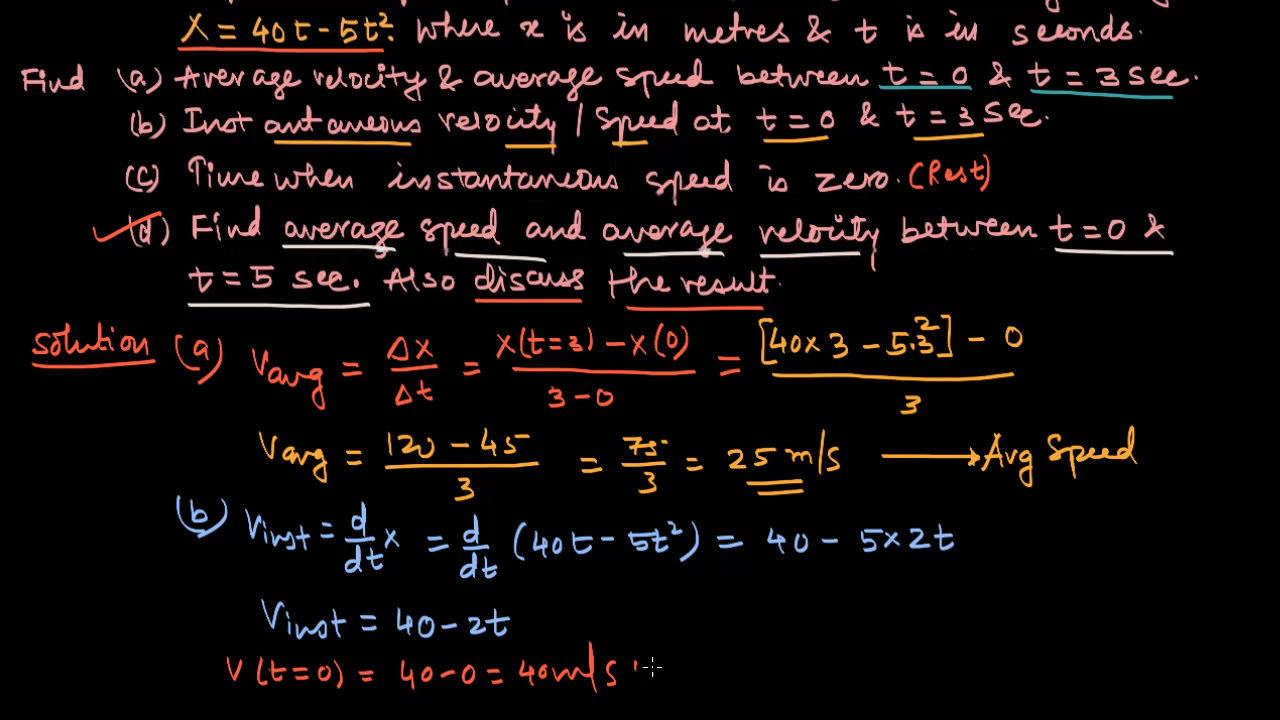 X = 40t - 5t². where x is in metres & t is in seconds.
Find (a) Average velocity & average speed between t = 0 & t = 3 sec.
(b) Instantaneous velocity / Speed at t = 0 & t = 3 sec.
(c) Time when instantaneous speed is zero. (Rest)
(d) Find average speed and average velocity between t = 0 &
t = 5 sec. Also discuss the result.
Solution (a) Vavg = Δx/Δt = (x(t=3) - x(0))/(3-0) = ([40×3 - 5.3²] - 0)/3
Vavg = (120 - 45)/3 = 75/3 = 25 m/s → Avg Speed
(b) Vinst = d/dt x = d/dt (40t - 5t²) = 40 - 5×2t
Vinst = 40 - 2t
V(t=0) = 40 - 0 = 40 m/s